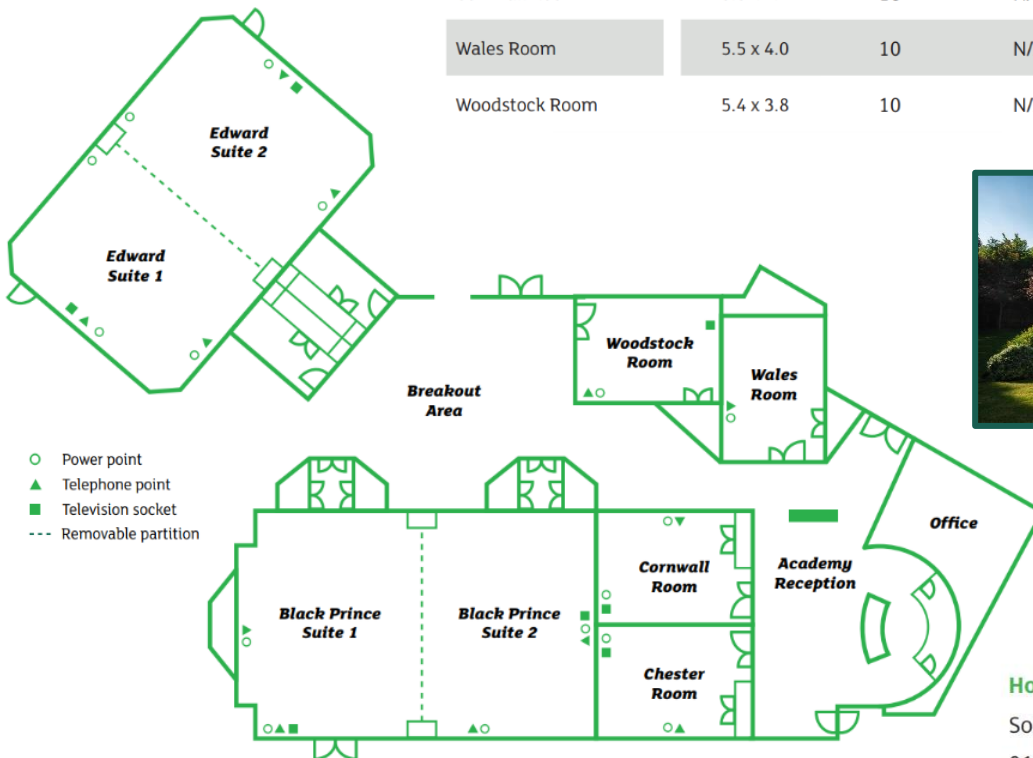 Wales Room 5.5 x 4.0 10 N/
Woodstock Room 5.4 x 3.8 10 N/
Edward
Suite 2
Edward
Suite 1
Woodstock
Room
Wales
Room
Breakout
Area
Power point
Telephone point
Television socket
Removable partition
Office
Cornwall
Room
Academy
Reception
Black Prince
Suite 1
Black Prince
Suite 2
Chester
Room
Ho
So